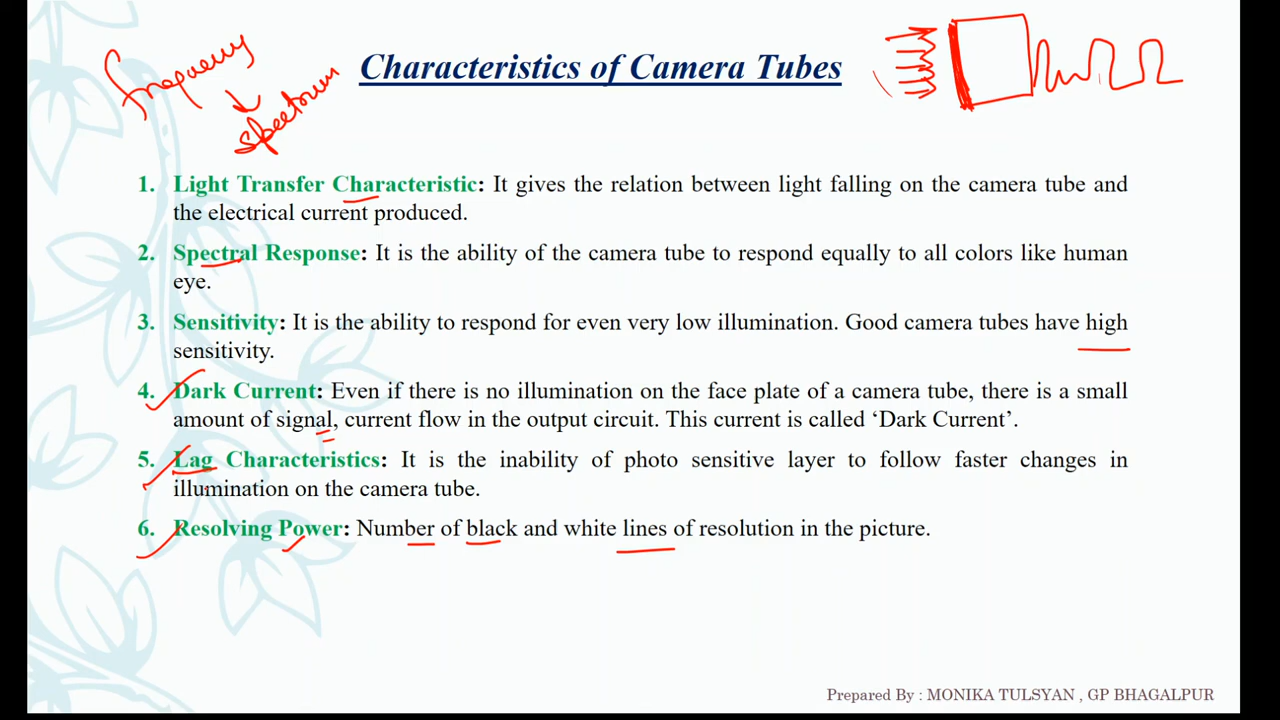 frequency
spectrum
Characteristics of Camera Tubes
1. Light Transfer Characteristic: It gives the relation between light falling on the camera tube and
the electrical current produced.
2. Spectral Response: It is the ability of the camera tube to respond equally to all colors like human
eye.
3. Sensitivity: It is the ability to respond for even very low illumination. Good camera tubes have high
sensitivity.
4. Dark Current: Even if there is no illumination on the face plate of a camera tube, there is a small
amount of signal, current flow in the output circuit. This current is called ‘Dark Current’.
5. Lag Characteristics: It is the inability of photo sensitive layer to follow faster changes in
illumination on the camera tube.
6. Resolving Power: Number of black and white lines of resolution in the picture.
Prepared By : MONIKA TULSYAN , GP BHAGALPUR